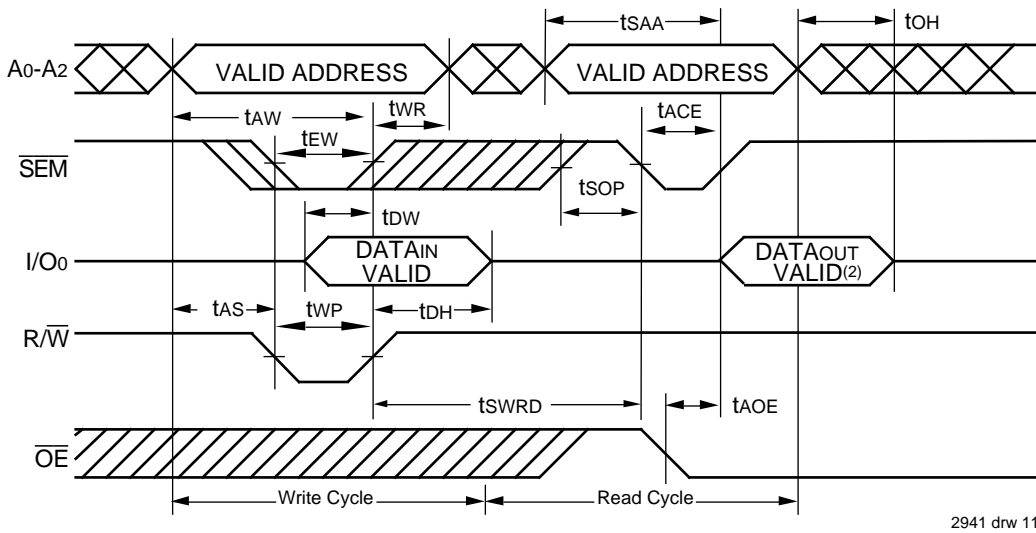 tSAA
tOH
A0-A2
VALID ADDRESS
VALID ADDRESS
tAW
tWR
tACE
tEW
SEM
tSOP
tDW
I/O0
DATAIN
VALID
DATAOUT
VALID(2)
tAS
tWP
tDH
R/W
tSWRD
tAOE
OE
Write Cycle
Read Cycle
2941 drw 11